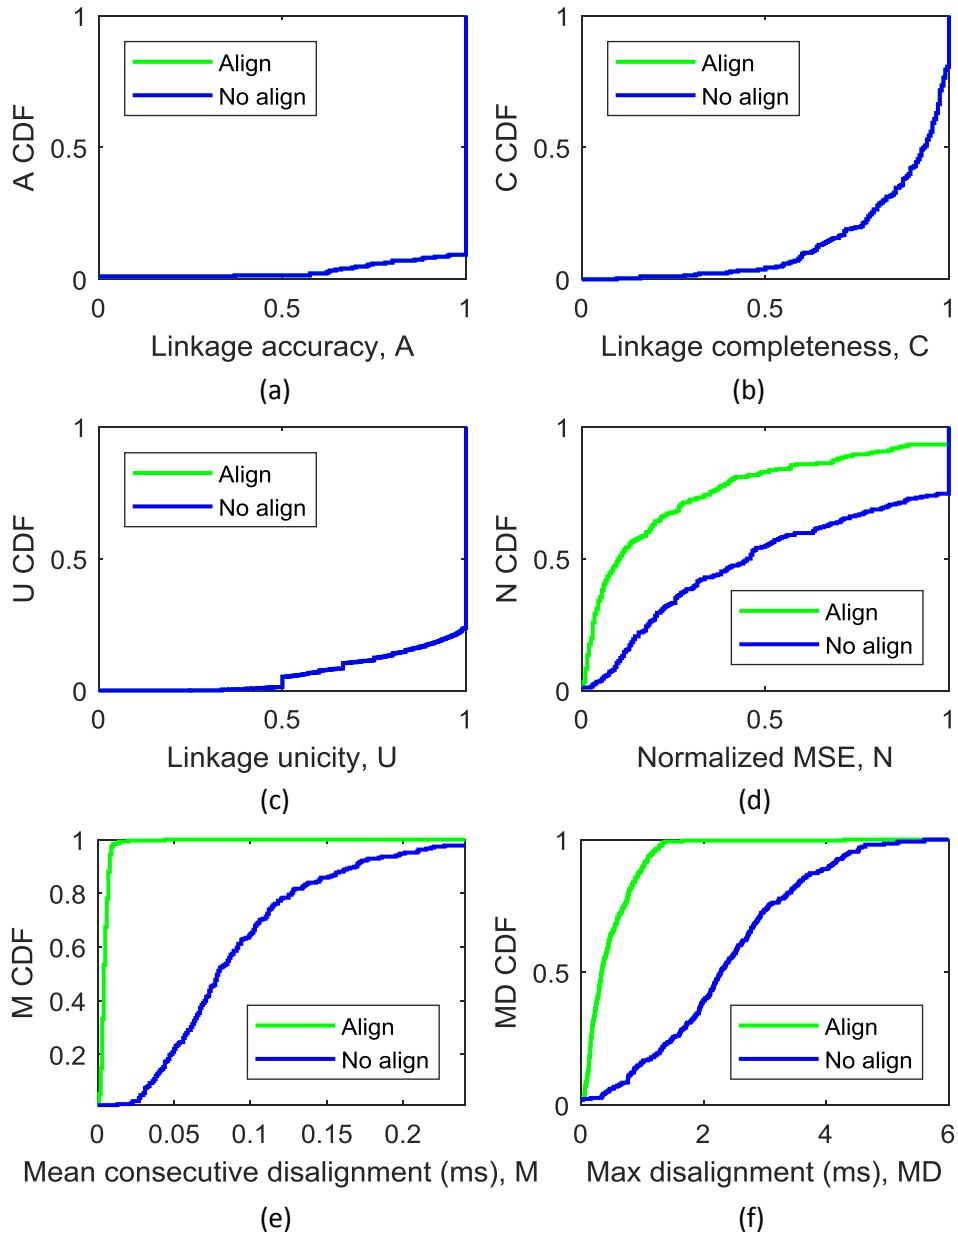 1
Align
No align
A CDF
0.5
0
0
0.5
1
Linkage accuracy, A
(a)
1
Align
No align
C CDF
0.5
0
0
0.5
1
Linkage completeness, C
(b)
1
Align
No align
U CDF
0.5
0
0
0.5
1
Linkage unicity, U
(c)
1
N CDF
0.5
Align
No align
0
0
0.5
1
Normalized MSE, N
(d)
1
0.8
0.6
M CDF
0.4
Align
No align
0.2
0
0.05
0.1
0.15
0.2
Mean consecutive disalignment (ms), M
(e)
1
MD CDF
0.5
Align
No align
0
0
2
4
6
Max disalignment (ms), MD
(f)